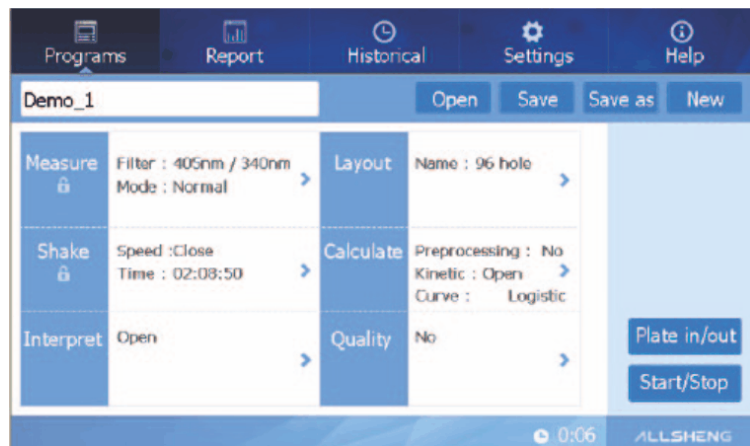 Programs
Report
Historical
Settings
Help
Demo_1
Open
Save
Save as
New
Measure
Filter : 405nm / 340nm
Mode : Normal
Layout
Name : 96 hole
Shake
Speed :Close
Time : 02:08:50
Calculate
Preprocessing : No
Kinetic : Open
Curve : Logistic
Interpret
Open
Quality
No
Plate in/out
Start/Stop
0:06
ALLSHENG